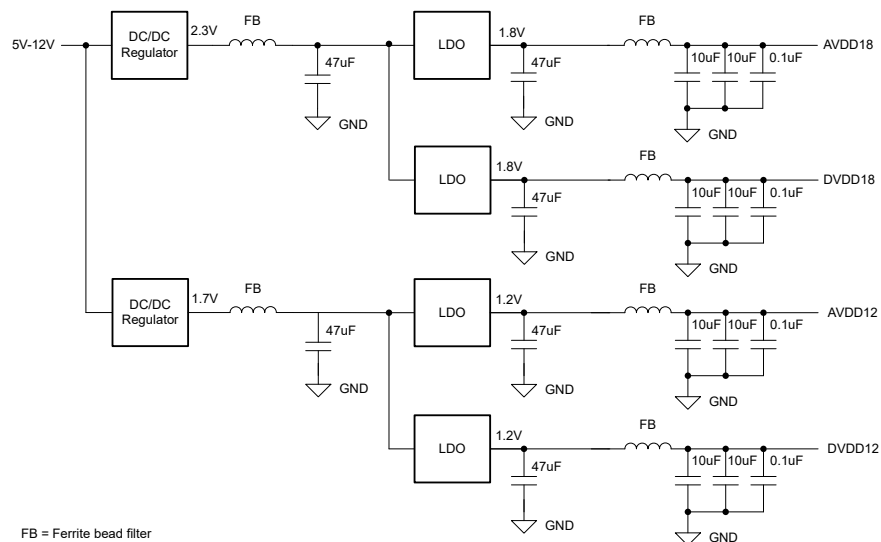 5V-12V
DC/DC
Regulator
2.3V
FB
47uF
GND
LDO
1.8V
47uF
GND
FB
10uF
10uF
0.1uF
GND
AVDD18
LDO
1.8V
47uF
GND
FB
10uF
10uF
0.1uF
GND
DVDD18
DC/DC
Regulator
1.7V
FB
47uF
GND
LDO
1.2V
47uF
GND
FB
10uF
10uF
0.1uF
GND
AVDD12
LDO
1.2V
47uF
GND
FB
10uF
10uF
0.1uF
GND
DVDD12
FB = Ferrite bead filter